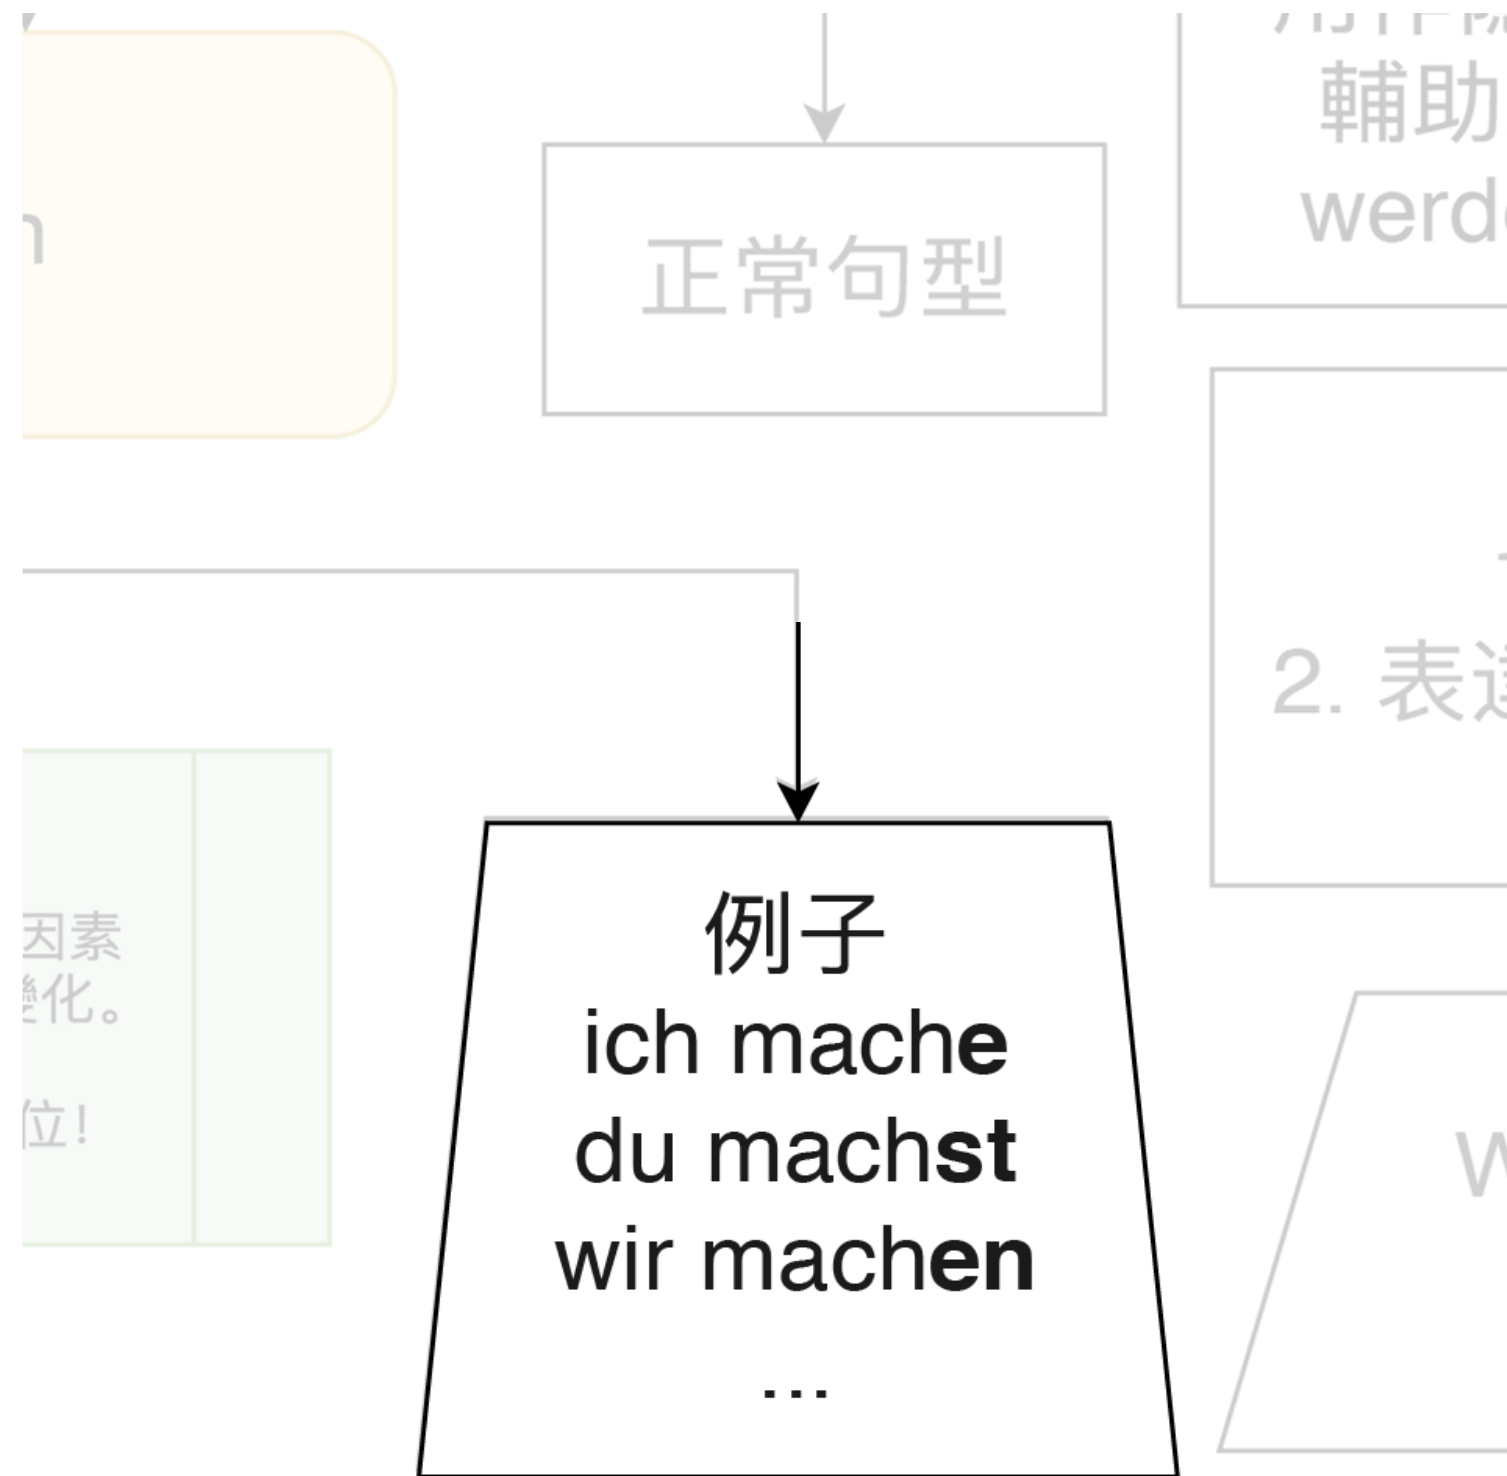 輔助
正常句型
2. 表達
因素
變化。
位!
例子
ich mache
du machst
wir machen
...